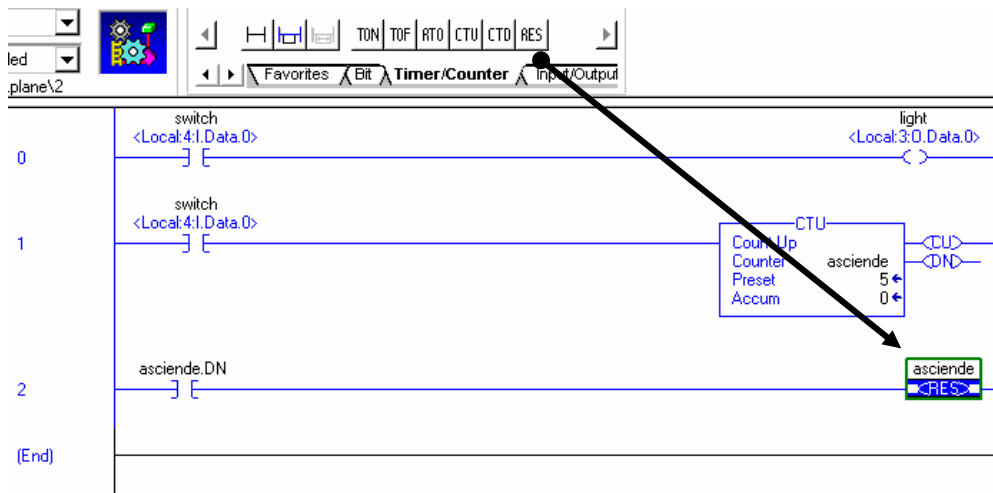 TON TOF RTO CTU CTD RES
led
.plane\2
Favorites Bit Timer/Counter Input/Output
switch
<Local:4:I.Data.0>
light
<Local:3:O.Data.0>
0
switch
<Local:4:I.Data.0>
1
CTU
Count Up
Counter asciende
Preset 5
Accum 0
CU
DN
asciende.DN
asciende
2
RES
(End)